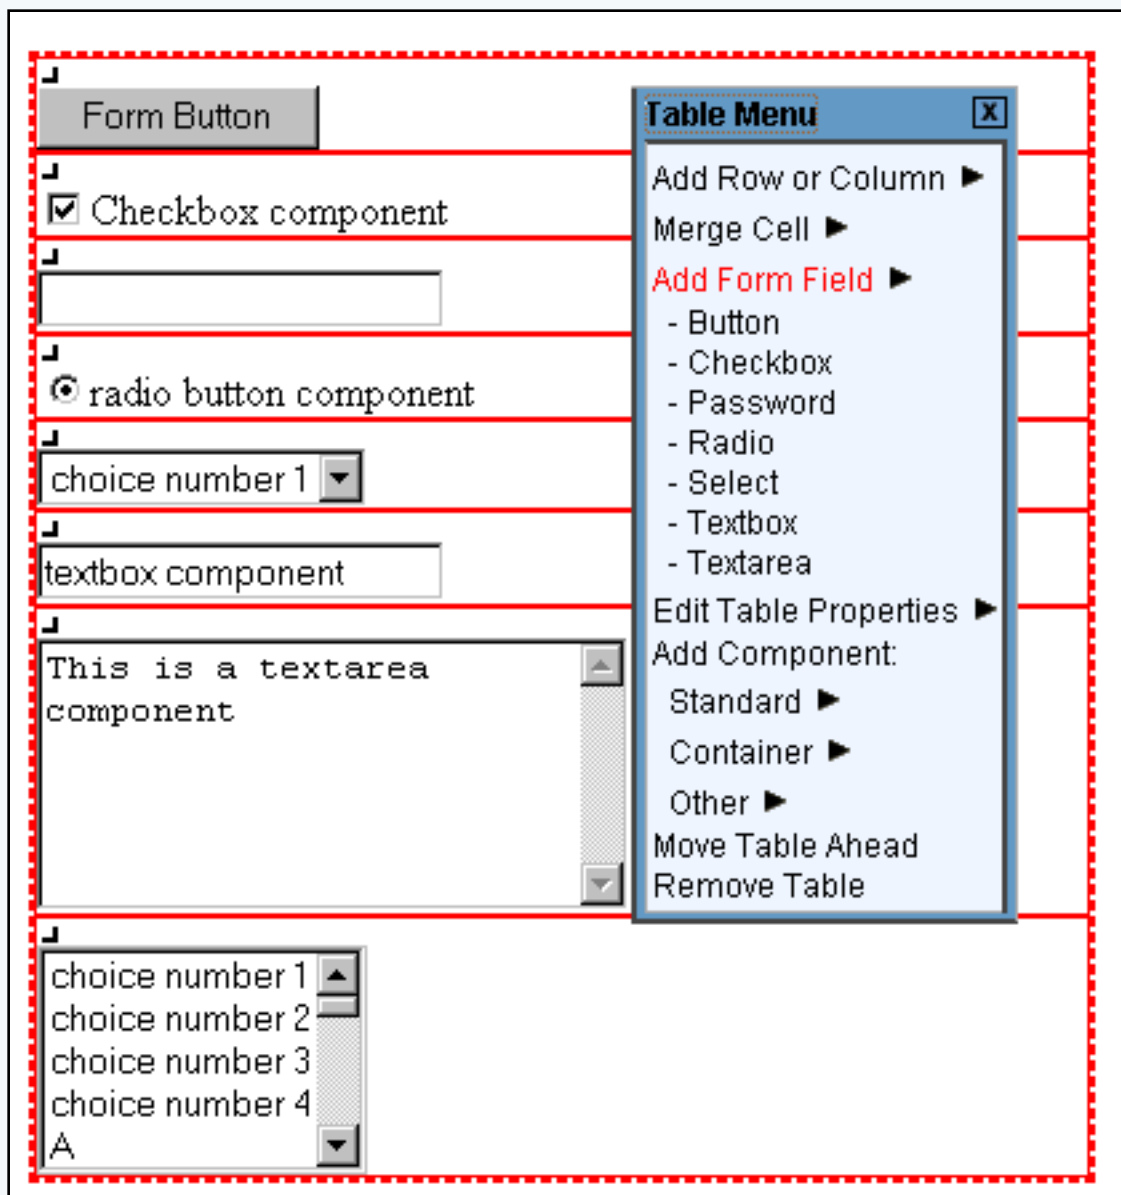 Form Button
Checkbox component
radio button component
choice number 1
textbox component
This is a textarea
component
choice number 1
choice number 2
choice number 3
choice number 4
A
Table Menu
X
Add Row or Column
Merge Cell
Add Form Field
- Button
- Checkbox
- Password
- Radio
- Select
- Textbox
- Textarea
Edit Table Properties
Add Component:
Standard
Container
Other
Move Table Ahead
Remove Table